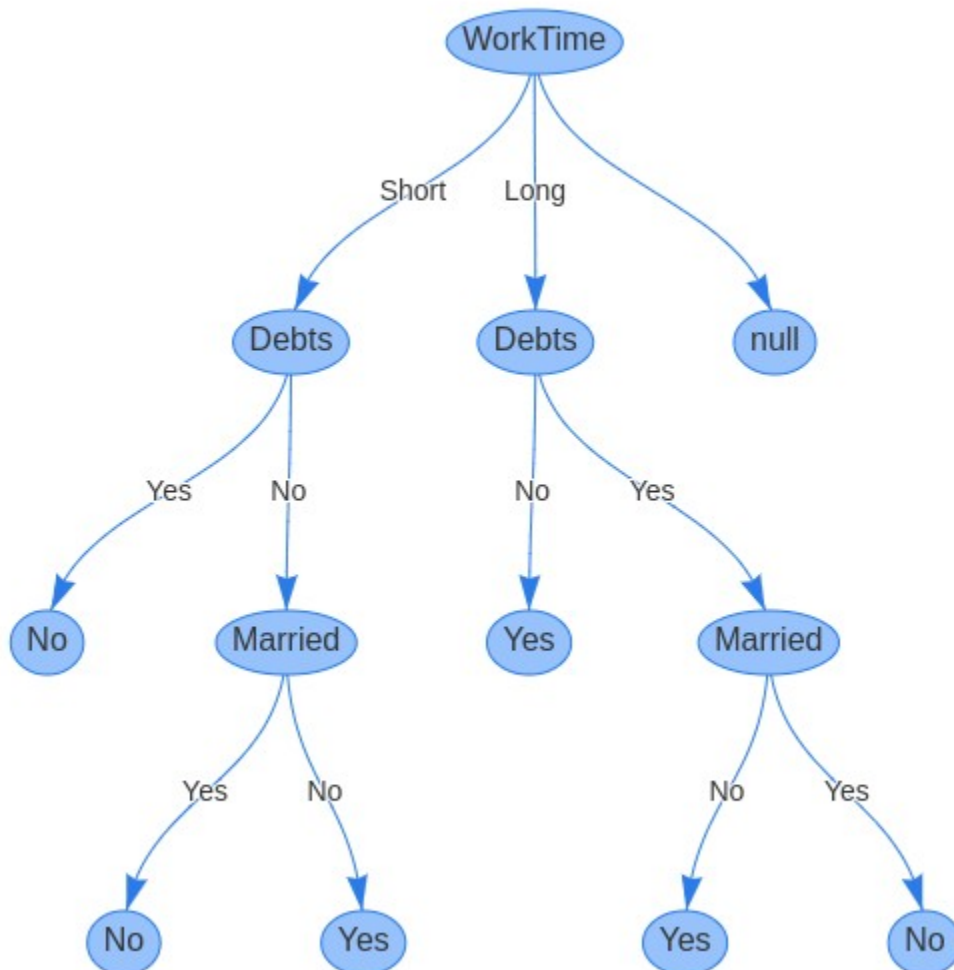 WorkTime
Short
Long
Debts
Debts
null
Yes
No
No
Yes
No
Married
Yes
Married
Yes
No
No
Yes
No
Yes
Yes
No